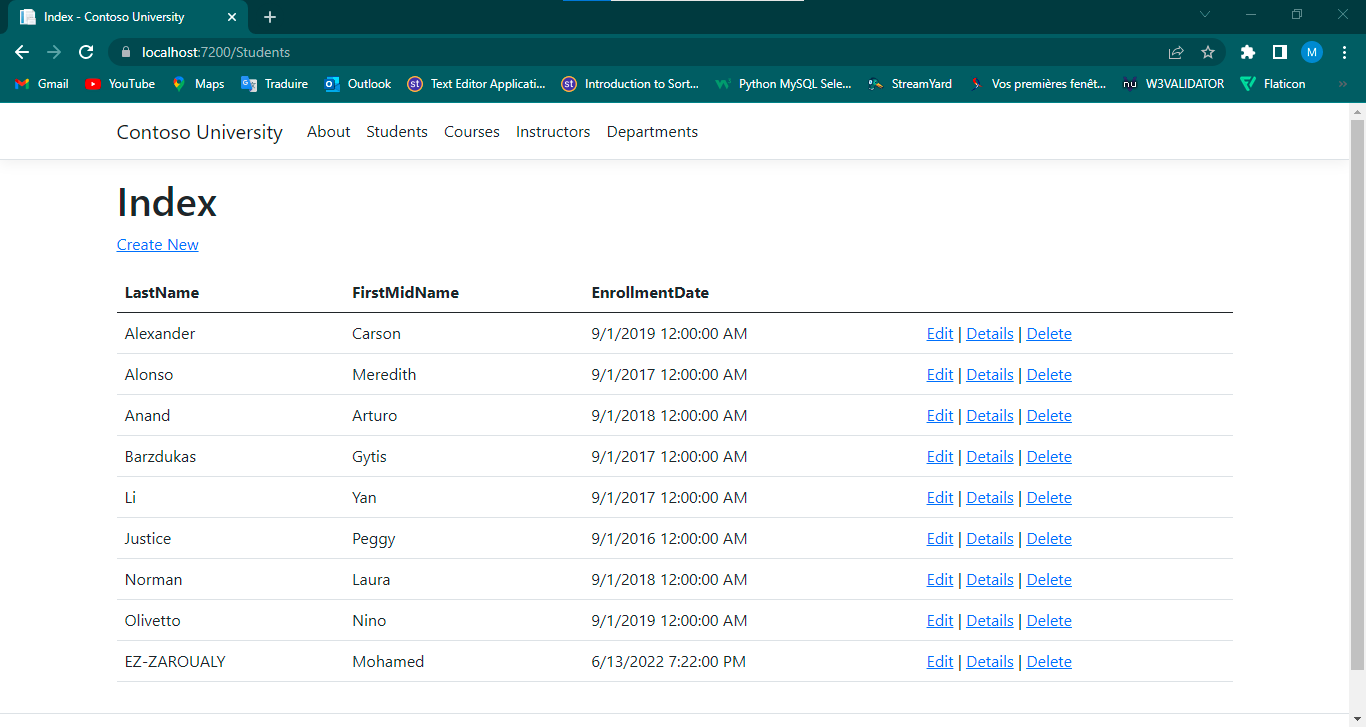 Index - Contoso University
localhost:7200/Students
M
Gmail YouTube Maps Traduire Outlook st Text Editor Applicati... st Introduction to Sort... Python MySQL Sele... StreamYard Vos premières fenêt... nu W3VALIDATOR Flaticon »
Contoso University About Students Courses Instructors Departments
Index
Create New
LastName FirstMidName EnrollmentDate
Alexander Carson 9/1/2019 12:00:00 AM Edit | Details | Delete
Alonso Meredith 9/1/2017 12:00:00 AM Edit | Details | Delete
Anand Arturo 9/1/2018 12:00:00 AM Edit | Details | Delete
Barzdukas Gytis 9/1/2017 12:00:00 AM Edit | Details | Delete
Li Yan 9/1/2017 12:00:00 AM Edit | Details | Delete
Justice Peggy 9/1/2016 12:00:00 AM Edit | Details | Delete
Norman Laura 9/1/2018 12:00:00 AM Edit | Details | Delete
Olivetto Nino 9/1/2019 12:00:00 AM Edit | Details | Delete
EZ-ZAROUALY Mohamed 6/13/2022 7:22:00 PM Edit | Details | Delete